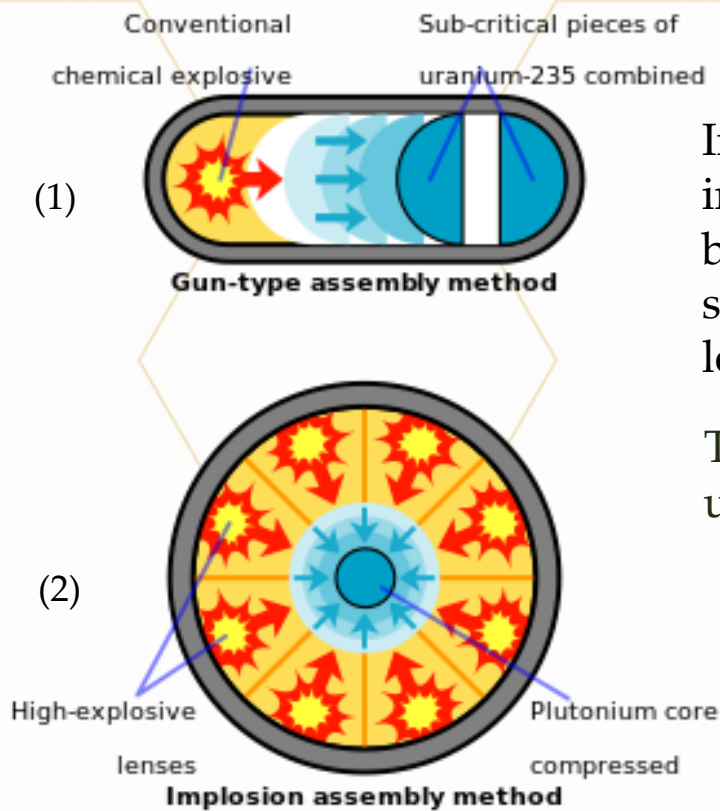 Conventional
chemical explosive
Sub-critical pieces of
uranium-235 combined
(1)
Gun-type assembly method
(2)
High-explosive
lenses
Plutonium core
compressed
Implosion assembly method